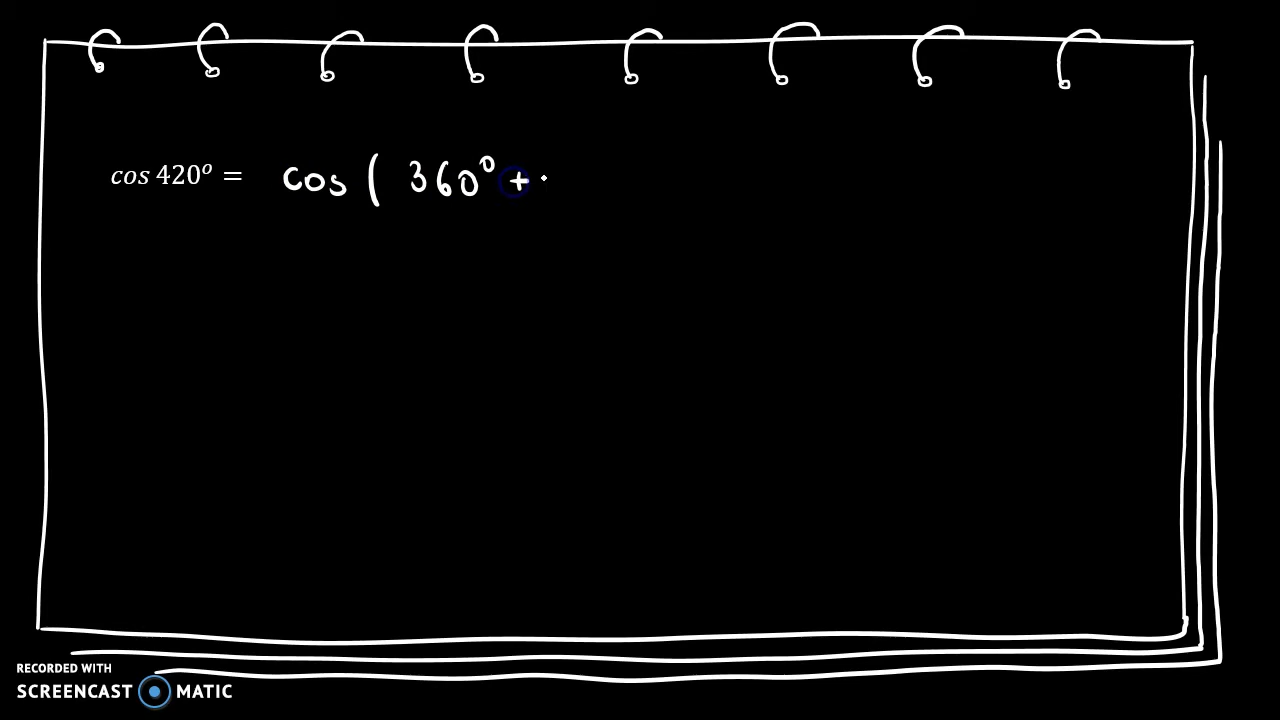 cos 420° = cos ( 360° +
RECORDED WITH
SCREENCAST MATIC